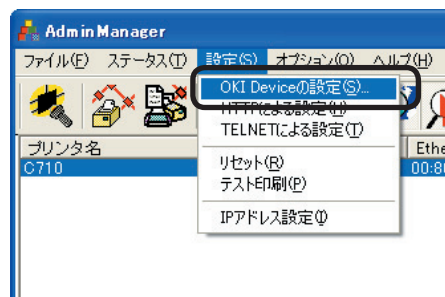 AdminManager
ファイル(F) ステータス(T) 設定(S) オプション(O) ヘルプ(H)
OKI Deviceの設定(S)...
HTTPによる設定(H)
TELNETによる設定(T)
リセット(R)
テスト印刷(P)
IPアドレス設定(I)
プリンタ名
Ethe
C710
00:80